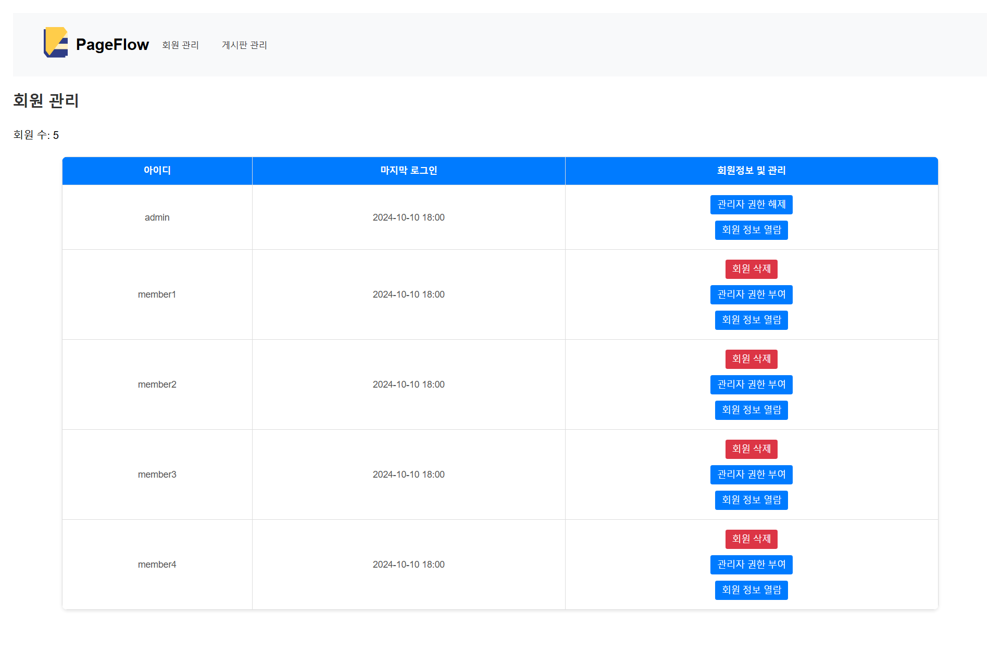 PageFlow 회원 관리 게시판 관리
회원 관리
회원 수: 5
아이디 마지막 로그인 회원정보 및 관리
관리자 권한 해제
admin 2024-10-10 18:00
회원 정보 열람
회원 삭제
member1 2024-10-10 18:00 관리자 권한 부여
회원 정보 열람
회원 삭제
member2 2024-10-10 18:00 관리자 권한 부여
회원 정보 열람
회원 삭제
member3 2024-10-10 18:00 관리자 권한 부여
회원 정보 열람
회원 삭제
member4 2024-10-10 18:00 관리자 권한 부여
회원 정보 열람